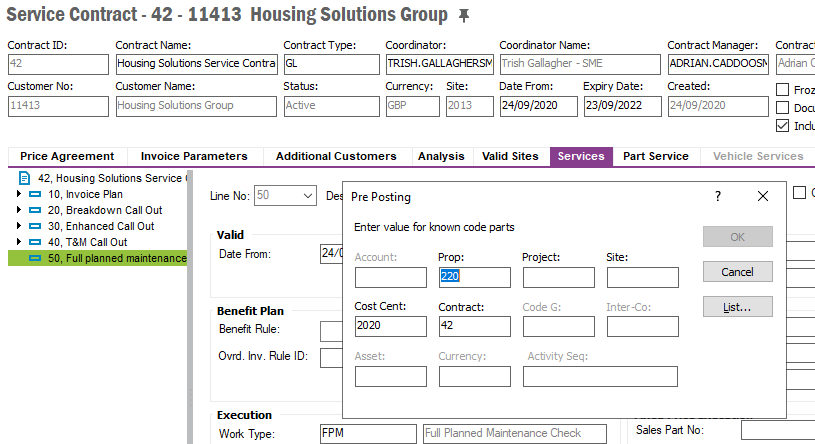 Service Contract - 42 - 11413 Housing Solutions Group
Contract ID: Contract Name: Contract Type: Coordinator: Coordinator Name: Contract Manager: Contract
42 Housing Solutions Service Contra GL TRISH.GALLAGHERSM Trish Gallagher - SME ADRIAN.CADDOOSM Adrian C
Customer No: Customer Name: Status: Currency: Site: Date From: Expiry Date: Created: Froz
11413 Housing Solutions Group Active GBP 2013 24/09/2020 23/09/2022 24/09/2020 Docu
Inclu
Price Agreement Invoice Parameters Additional Customers Analysis Valid Sites Services Part Service Vehicle Services
42, Housing Solutions Service
10, Invoice Plan
20, Breakdown Call Out
30, Enhanced Call Out
40, T&M Call Out
50, Full planned maintenance
Line No: 50 Des
Valid
Date From: 24/0
Benefit Plan
Benefit Rule:
Ovrd. Inv. Rule ID:
Execution
Work Type: FPM Full Planned Maintenance Check
Sales Part No:
Pre Posting ?
Enter value for known code parts
OK
Cancel
List...
Account: Prop: Project: Site:
220
Cost Cent: Contract: Code G: Inter-Co:
2020 42
Asset: Currency: Activity Seq: